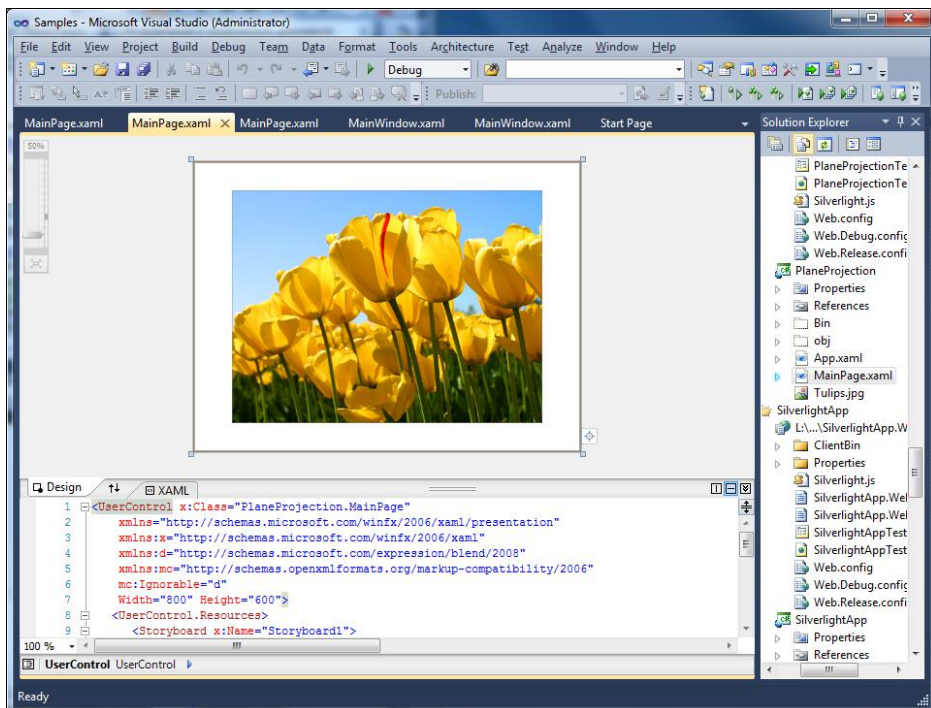 Samples - Microsoft Visual Studio (Administrator)
File Edit View Project Build Debug Team Data Format Tools Architecture Test Analyze Window Help
Debug
Publish:
MainPage.xaml MainPage.xaml MainPage.xaml MainWindow.xaml MainWindow.xaml Start Page
50%
Design XAML
1 <UserControl x:Class="PlaneProjection.MainPage"
2 xmlns="http://schemas.microsoft.com/winfx/2006/xaml/presentation"
3 xmlns:x="http://schemas.microsoft.com/winfx/2006/xaml"
4 xmlns:d="http://schemas.microsoft.com/expression/blend/2008"
5 xmlns:mc="http://schemas.openxmlformats.org/markup-compatibility/2006"
6 mc:Ignorable="d"
7 Width="800" Height="600">
8 <UserControl.Resources>
9 <Storyboard x:Name="Storyboard1">
100 %
UserControl UserControl
Ready
Solution Explorer
PlaneProjectionTe
PlaneProjectionTe
Silverlight.js
Web.config
Web.Debug.config
Web.Release.confi
PlaneProjection
Properties
References
Bin
obj
App.xaml
MainPage.xaml
Tulips.jpg
SilverlightApp
L:\...\SilverlightApp.W
ClientBin
Properties
Silverlight.js
SilverlightApp.Wel
SilverlightApp.Wel
SilverlightAppTest
SilverlightAppTest
Web.config
Web.Debug.config
Web.Release.confi
SilverlightApp
Properties
References